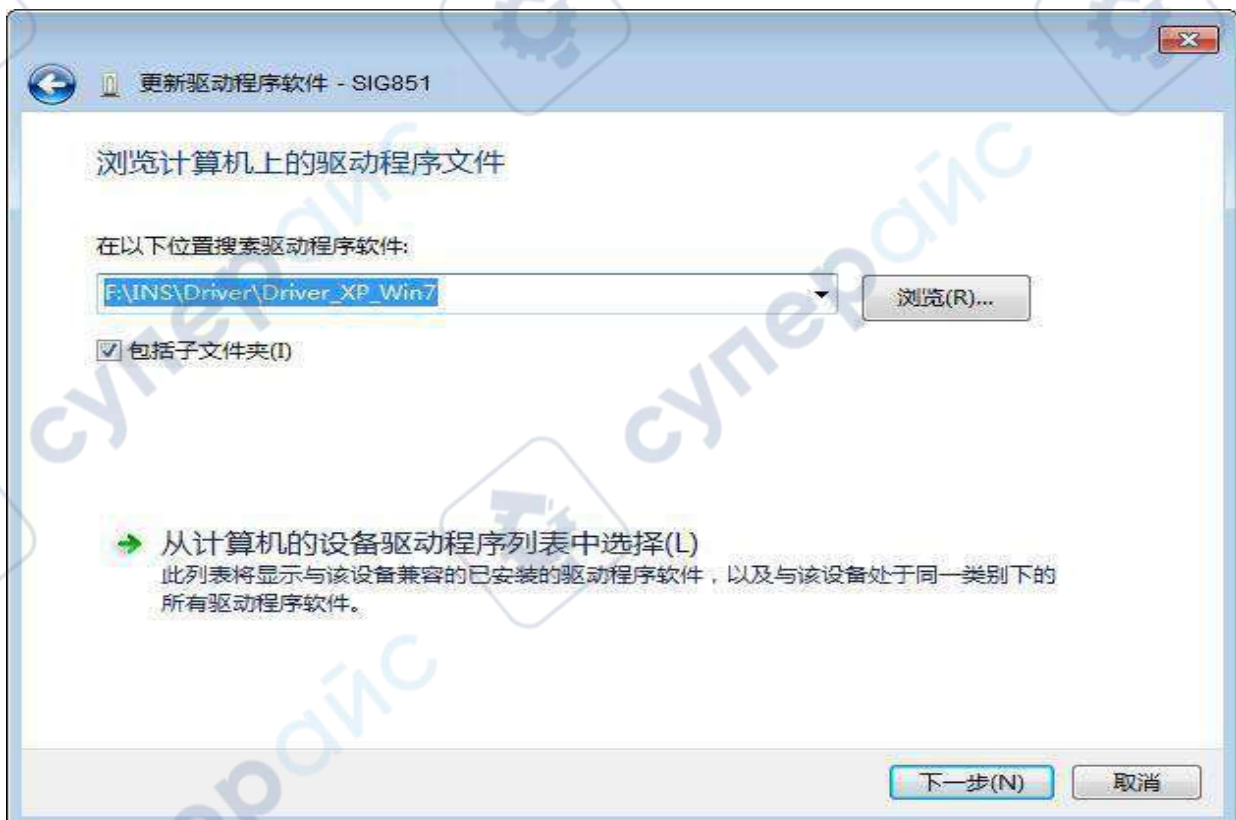 更新驱动程序软件 - SIG851
浏览计算机上的驱动程序文件
在以下位置搜索驱动程序软件:
F:\INS\Driver\Driver_XP_Win7
浏览(R)...
包括子文件夹(I)
从计算机的设备驱动程序列表中选择(L)
此列表将显示与该设备兼容的已安装的驱动程序软件，以及与该设备处于同一类别下的
所有驱动程序软件。
下一步(N)
取消
суперайс
суперайс
суперайс